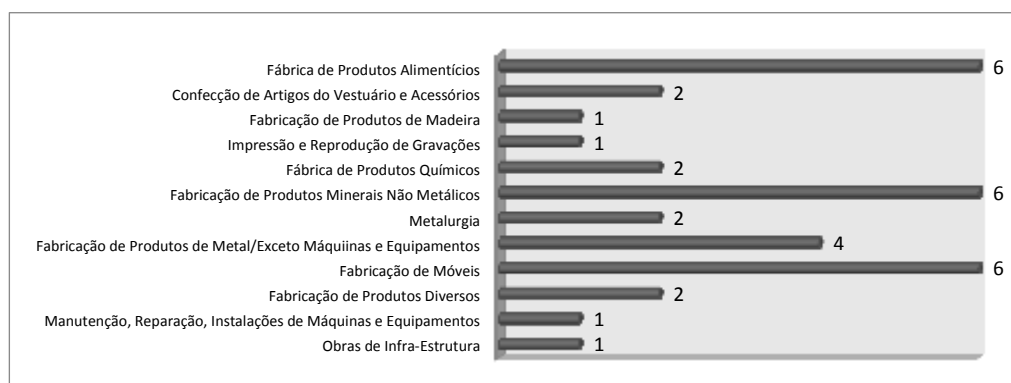 Fábrica de Produtos Alimentícios 6
Confecção de Artigos do Vestuário e Acessórios 2
Fabricação de Produtos de Madeira 1
Impressão e Reprodução de Gravações 1
Fábrica de Produtos Químicos 2
Fabricação de Produtos Minerais Não Metálicos 6
Metalurgia 2
Fabricação de Produtos de Metal/Exceto Máquiinas e Equipamentos 4
Fabricação de Móveis 6
Fabricação de Produtos Diversos 2
Manutenção, Reparação, Instalações de Máquinas e Equipamentos 1
Obras de Infra-Estrutura 1